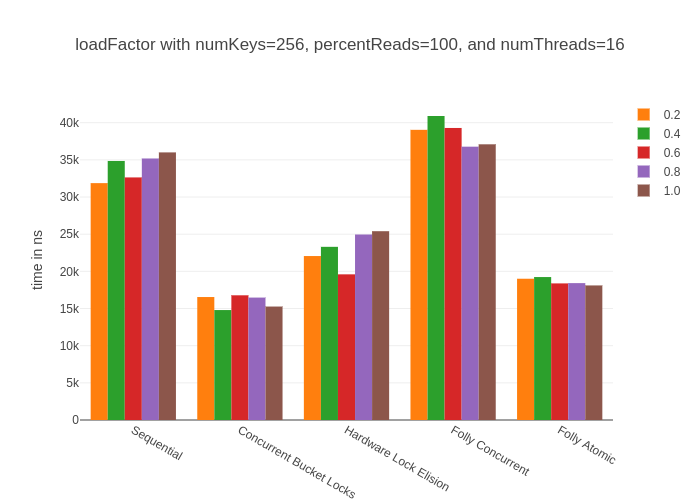 loadFactor with numKeys=256, percentReads=100, and numThreads=16
0.2
0.4
0.6
0.8
1.0
time in ns
40k
35k
30k
25k
20k
15k
10k
5k
0
Sequential
Concurrent Bucket Locks
Hardware Lock Elision
Folly Concurrent
Folly Atomic